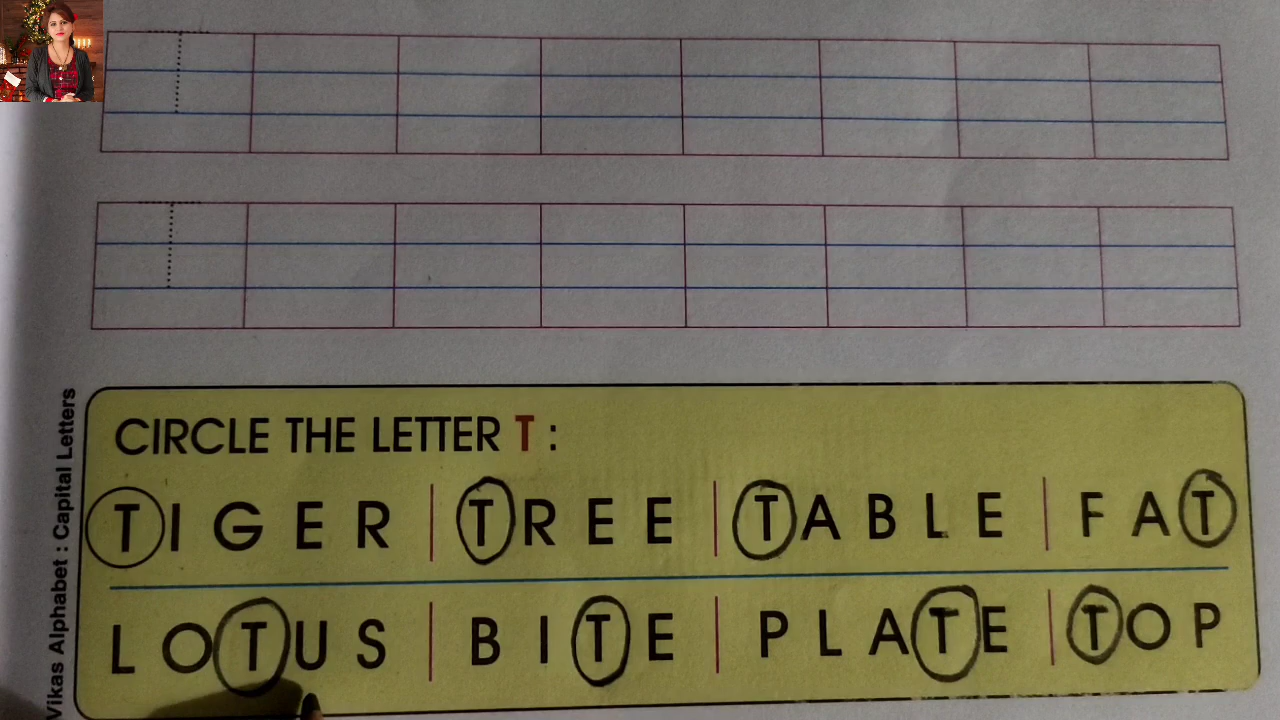 CIRCLE THE LETTER T :
TIGER | TREE | TABLE | FAT
LOTUS | BITE | PLATE | TOP
Vikas Alphabet : Capital Letters